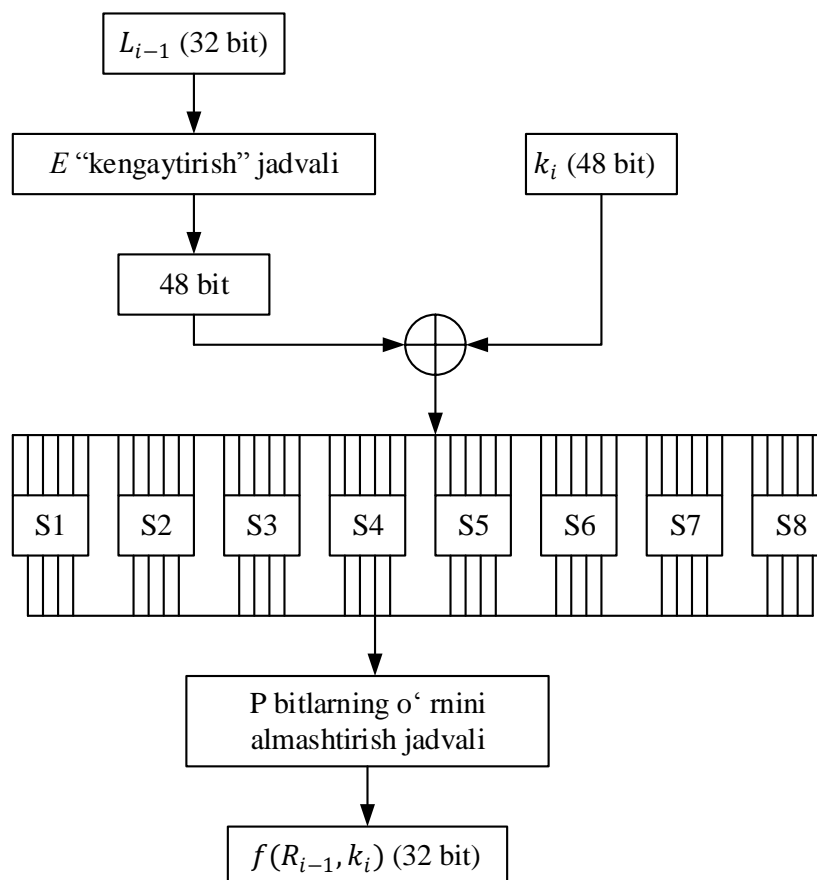 L_{i−1} (32 bit)
E “kengaytirish” jadvali
k_i (48 bit)
48 bit
S1 S2 S3 S4 S5 S6 S7 S8
P bitlarning o‘ rnini
almashtirish jadvali
f(R_{i−1}, k_i) (32 bit)